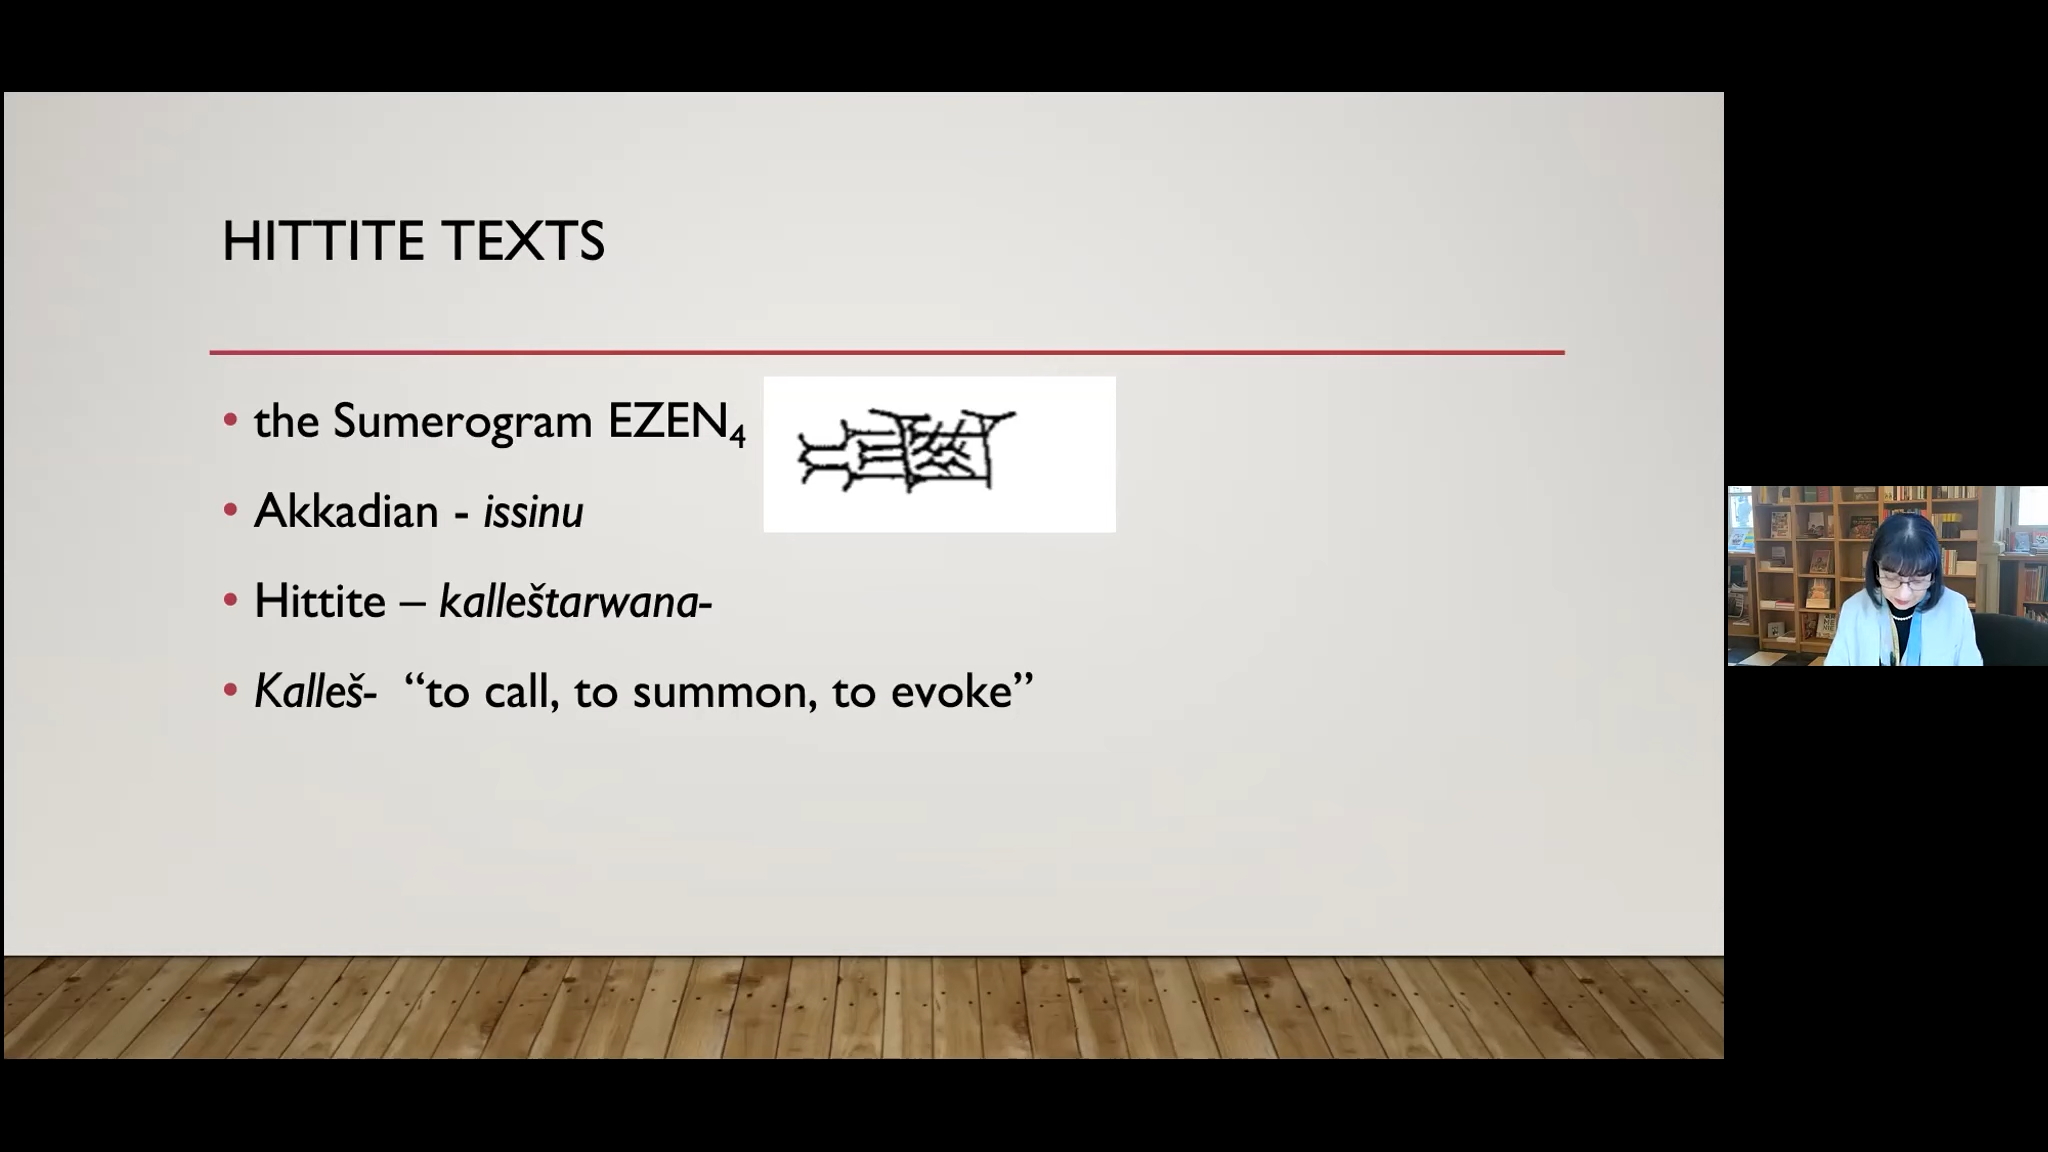 HITTITE TEXTS
• the Sumerogram EZEN₄
• Akkadian - issinu
• Hittite – kalleštarwana-
• Kalleš- “to call, to summon, to evoke”